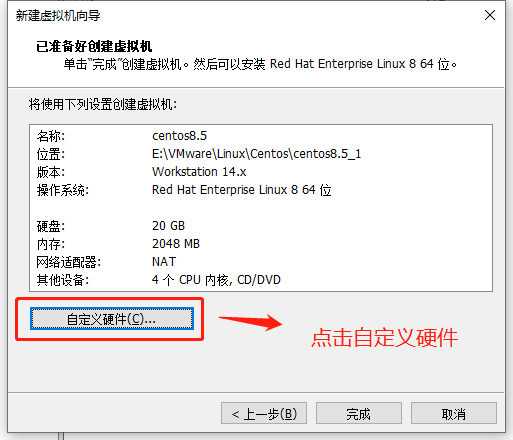 新建虚拟机向导
已准备好创建虚拟机
单击“完成”创建虚拟机。然后可以安装 Red Hat Enterprise Linux 8 64 位。
将使用下列设置创建虚拟机:
名称: centos8.5
位置: E:\VMware\Linux\Centos\centos8.5_1
版本: Workstation 14.x
操作系统: Red Hat Enterprise Linux 8 64 位
硬盘: 20 GB
内存: 2048 MB
网络适配器: NAT
其他设备: 4 个 CPU 内核, CD/DVD
自定义硬件(C)...
点击自定义硬件
< 上一步(B) 完成 取消